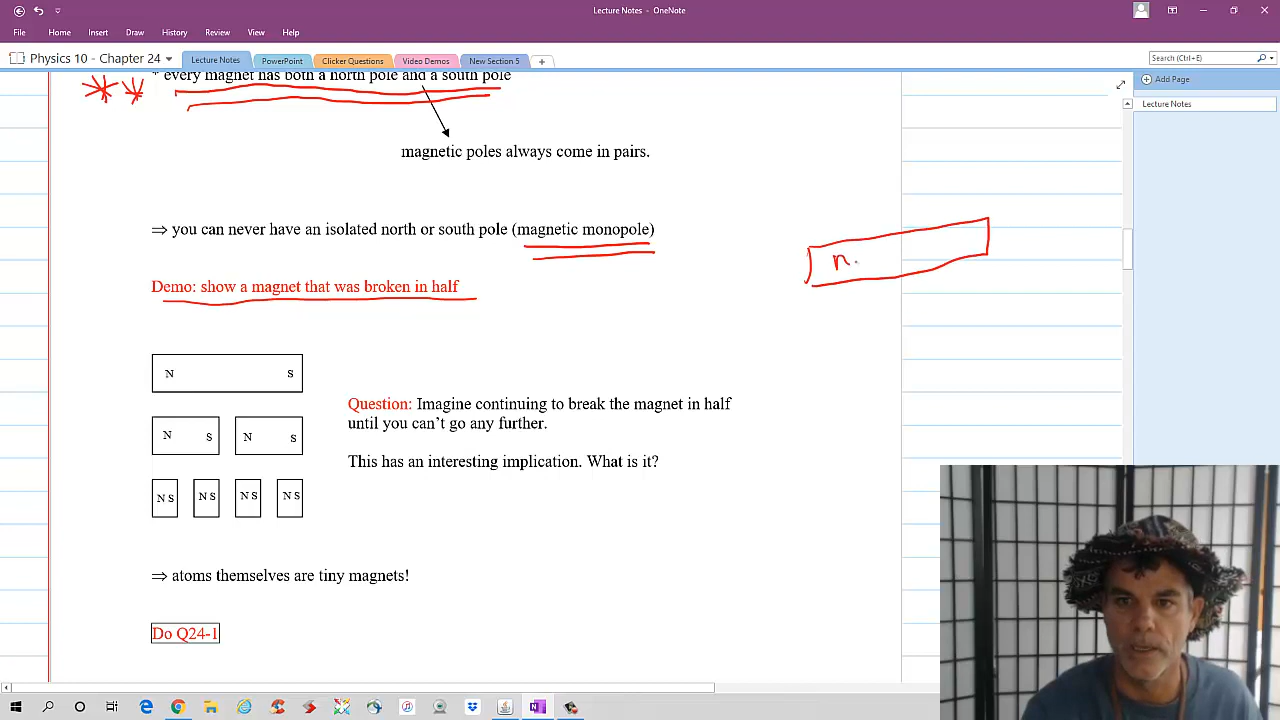 Lecture Notes - OneNote
File Home Insert Draw History Review View Help
Physics 10 - Chapter 24 Lecture Notes PowerPoint Clicker Questions Video Demos New Section 5 Search (Ctrl+E)
Add Page
Lecture Notes
* every magnet has both a north pole and a south pole
magnetic poles always come in pairs.
⇒ you can never have an isolated north or south pole (magnetic monopole)
n
Demo: show a magnet that was broken in half
N S
Question: Imagine continuing to break the magnet in half
until you can't go any further.
N S N S
This has an interesting implication. What is it?
N S N S N S N S
⇒ atoms themselves are tiny magnets!
Do Q24-1